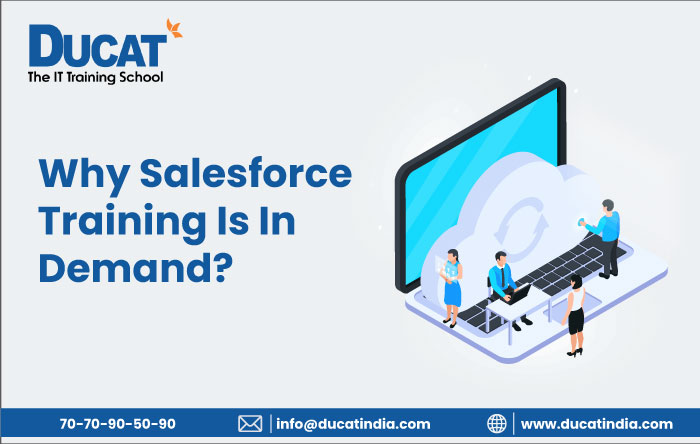 DUCAT
The IT Training School
Why Salesforce
Training Is In
Demand?
70-70-90-50-90
info@ducatindia.com
www.ducatindia.com